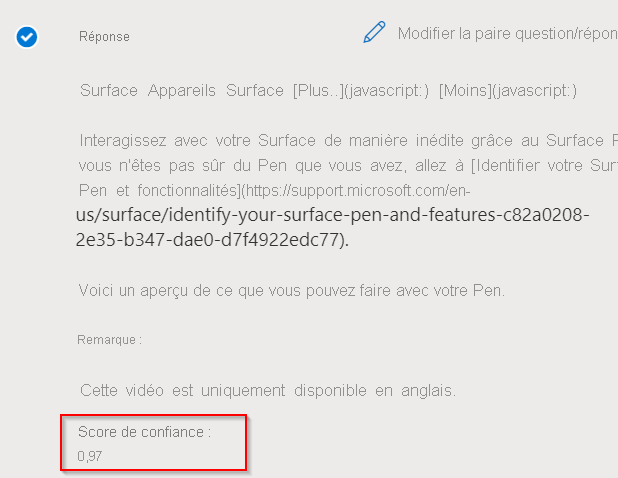 Réponse
Modifier la paire question/répon
Surface Appareils Surface [Plus..](javascript:) [Moins](javascript:)
Interagissez avec votre Surface de manière inédite grâce au Surface P
vous n'êtes pas sûr du Pen que vous avez, allez à [Identifier votre Surf
Pen et fonctionnalités](https://support.microsoft.com/en-
us/surface/identify-your-surface-pen-and-features-c82a0208-
2e35-b347-dae0-d7f4922edc77).
Voici un aperçu de ce que vous pouvez faire avec votre Pen.
Remarque :
Cette vidéo est uniquement disponible en anglais.
Score de confiance :
0,97